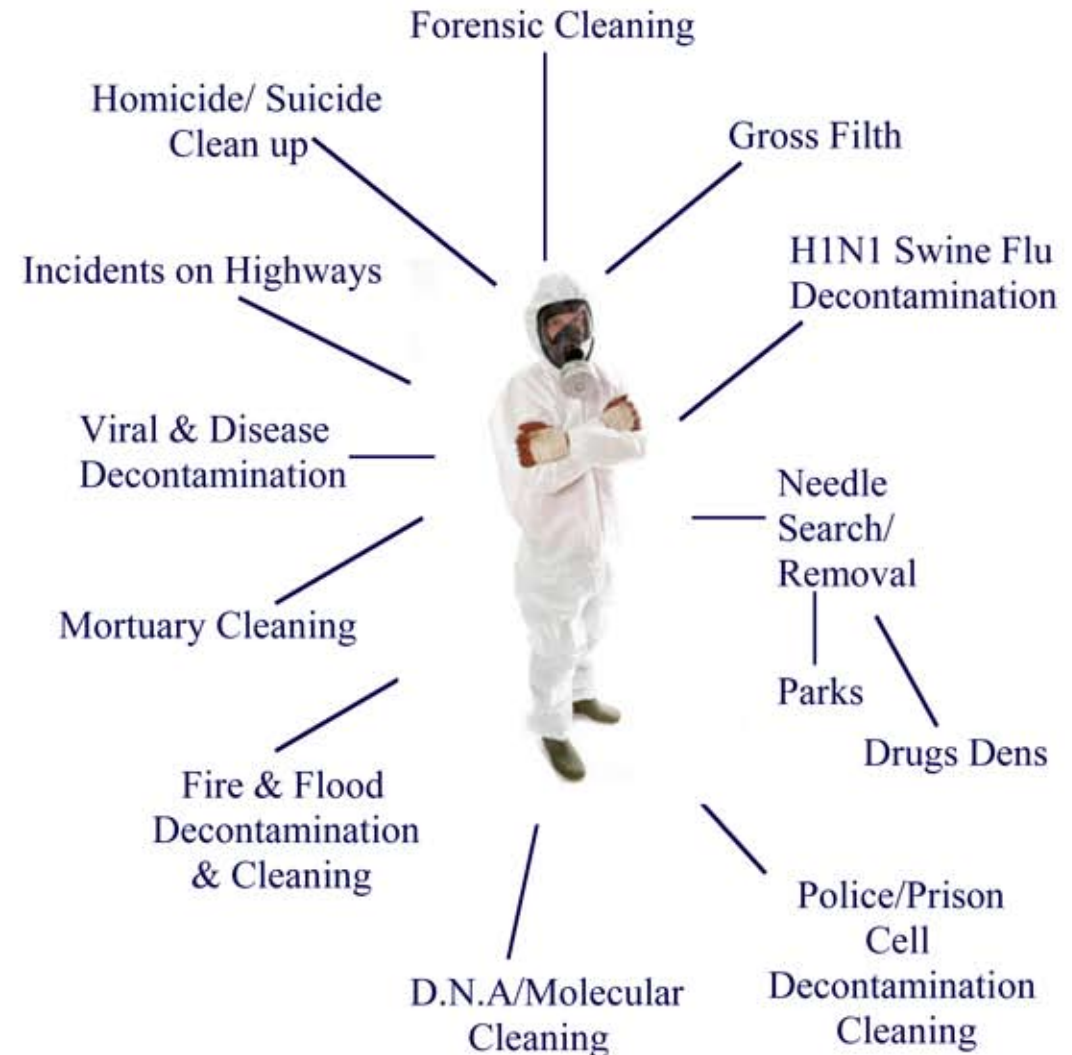 Forensic Cleaning
Homicide/ Suicide
Clean up
Gross Filth
H1N1 Swine Flu
Decontamination
Incidents on Highways
Viral & Disease
Decontamination
Needle
Search/
Removal
Parks
Drugs Dens
Mortuary Cleaning
Fire & Flood
Decontamination
& Cleaning
Police/Prison
Cell
Decontamination
Cleaning
D.N.A/Molecular
Cleaning